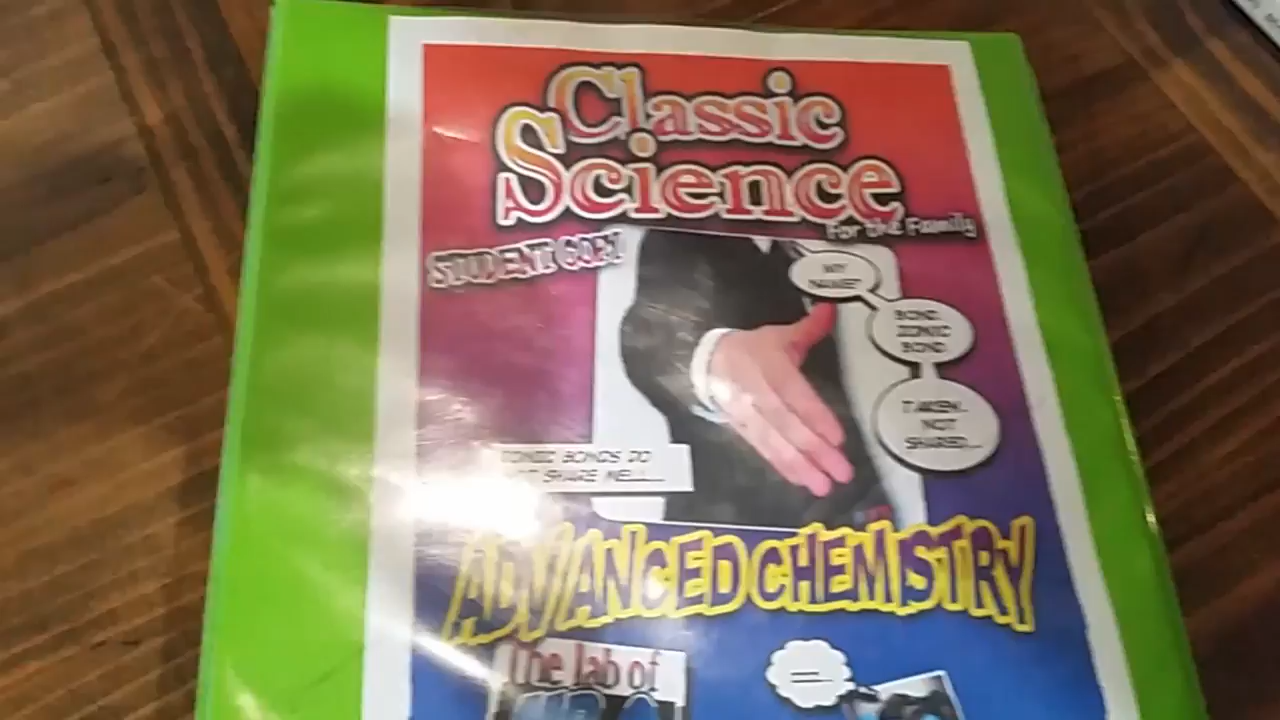 Classic
Science
For the Family
STUDENT COPY
MY
NAME?
BOND.
IONIC
BOND
TAKEN.
NOT
SHARED...
IONIC BONDS DO
NOT SHARE WELL...
ADVANCED CHEMISTRY
the lab of